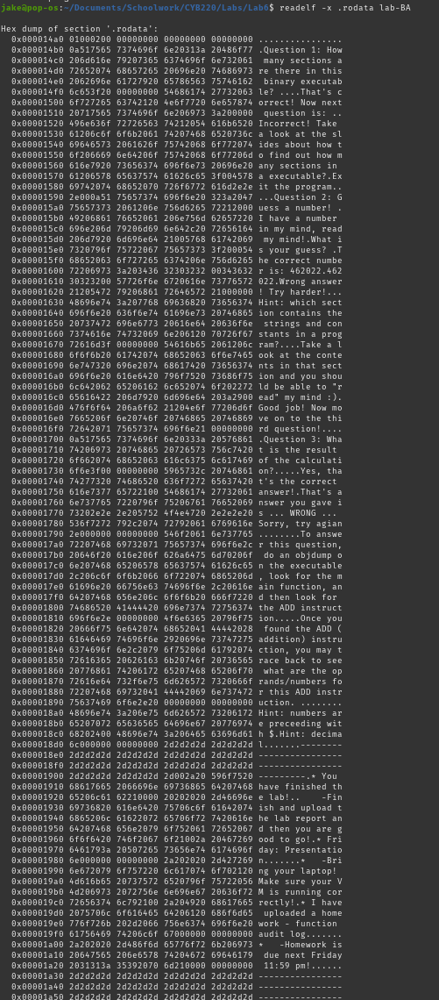 jake@pop-os:~/Documents/Schoolwork/CYB220/Labs/Lab6$ readelf -x .rodata lab-BA
Hex dump of section '.rodata':
0x000014a0 01000200 00000000 00000000 00000000 ................
0x000014b0 0a517565 7374696f 6e20313a 20486f77 .Question 1: How
0x000014c0 206d616e 79207365 6374696f 6e732061  many sections a
0x000014d0 72652074 68657265 20696e20 74686973 re there in this
0x000014e0 2062696e 61727920 65786563 75746162  binary executab
0x000014f0 6c653f20 00000000 54686174 27732063 le? ....That's c
0x00001500 6f727265 63742120 4e6f7720 6e657874 orrect! Now next
0x00001510 20717565 7374696f 6e206973 3a200000  question is: ..
0x00001520 496e636f 72726563 74212054 616b6520 Incorrect! Take
0x00001530 61206c6f 6f6b2061 74207468 6520736c a look at the sl
0x00001540 69646573 2061626f 75742068 6f772074 ides about how t
0x00001550 6f206669 6e64206f 75742068 6f77206d o find out how m
0x00001560 616e7920 73656374 696f6e73 20696e20 any sections in
0x00001570 61206578 65637574 61626c65 3f004578 a executable?.Ex
0x00001580 69742074 68652070 726f6772 616d2e2e it the program..
0x00001590 2e000a51 75657374 696f6e20 323a2047 ...Question 2: G
0x000015a0 75657373 2061206e 756d6265 72212000 uess a number! .
0x000015b0 49206861 76652061 206e756d 62657220 I have a number
0x000015c0 696e206d 79206d69 6e642c20 72656164 in my mind, read
0x000015d0 206d7920 6d696e64 21005768 61742069  my mind!.What i
0x000015e0 73207961 75722067 75657373 3f200054 s your guess? .T
0x000015f0 68652063 6f727265 6374206e 756d6265 he correct numbe
0x00001600 72206973 3a203436 32303232 00343632 r is: 462022.462
0x00001610 30323200 57726f6e 6720616e 73776572 022.Wrong answer
0x00001620 21205472 79206861 72646572 21000000 ! Try harder!...
0x00001630 48696e74 3a207768 69636820 73656374 Hint: which sect
0x00001640 696f6e20 636f6e74 61696e73 20746865 ion contains the
0x00001650 20737472 696e6773 20616e64 20636f6e  strings and con
0x00001660 7374616e 74732069 6e206120 70726f67 stants in a prog
0x00001670 72616d3f 00000000 54616b65 2061206c ram?....Take a l
0x00001680 6f6f6b20 61742074 68652063 6f6e7465 ook at the conte
0x00001690 6e747320 696e2074 68617420 73656374 nts in that sect
0x000016a0 696f6e20 616e6420 796f7520 73686f75 ion and you shou
0x000016b0 6c642062 65206162 6c652074 6f202272 ld be able to "r
0x000016c0 65616422 206d7920 6d696e64 203a2900 ead" my mind :).
0x000016d0 476f6f64 206a6f62 21204e6f 77206d6f Good job! Now mo
0x000016e0 7665206f 6e20746f 20746865 20746869 ve on to the thi
0x000016f0 72642071 75657374 696f6e21 00000000 rd question!....
0x00001700 0a517565 7374696f 6e20333a 20576861 .Question 3: Wha
0x00001710 74206973 20746865 20726573 756c7420 t is the result
0x00001720 6f662074 68652063 616c6375 6c617469 of the calculati
0x00001730 6f6e3f00 00000000 5965732c 20746861 on?.....Yes, tha
0x00001740 74277320 74686520 636f7272 65637420 t's the correct
0x00001750 616e7377 65722100 54686174 27732061 answer!.That's a
0x00001760 6e737765 7220796f 75206761 76652069 nswer you gave i
0x00001770 73202e2e 2e205752 4f4e4720 2e2e2e20 s ... WRONG ...
0x00001780 536f7272 792c2074 72792061 6769616e Sorry, try agian
0x00001790 2e000000 00000000 546f2061 6e737765 ........To answe
0x000017a0 72207468 69732071 75657374 696f6e2c r this question,
0x000017b0 20646f20 616e206f 626a6475 6d70206f  do an objdump o
0x000017c0 6e207468 65206578 65637574 61626c65 n the executable
0x000017d0 2c206c6f 6f6b2066 6f722074 6865206d , look for the m
0x000017e0 61696e20 66756e63 74696f6e 2c20616e ain function, an
0x000017f0 64207468 656e206c 6f6f6b20 666f7220 d then look for
0x00001800 74686520 41444420 696e7374 72756374 the ADD instruct
0x00001810 696f6e2e 00000000 4f6e6365 20796f75 ion.....Once you
0x00001820 20666f75 6e642074 68652041 44442028  found the ADD (
0x00001830 61646469 74696f6e 2920696e 73747275 addition) instru
0x00001840 6374696f 6e2c2079 6f75206d 61792074 ction, you may t
0x00001850 72616365 20626163 6b20746f 20736565 race back to see
0x00001860 20776861 74206172 65207468 65206f70  what are the op
0x00001870 72616e64 732f6e75 6d626572 7320666f rands/numbers fo
0x00001880 72207468 69732041 44442069 6e737472 r this ADD instr
0x00001890 75637469 6f6e2e20 00000000 00000000 uction. ........
0x000018a0 48696e74 3a206e75 6d626572 73206172 Hint: numbers ar
0x000018b0 65207072 65636565 64696e67 20776974 e preceeding wit
0x000018c0 68202400 48696e74 3a206465 63696d61 h $.Hint: decima
0x000018d0 6c000000 00000000 2d2d2d2d 2d2d2d2d l.......--------
0x000018e0 2d2d2d2d 2d2d2d2d 2d2d2d2d 2d2d2d2d ----------------
0x000018f0 2d2d2d2d 2d2d2d2d 2d2d2d2d 2d2d2d2d ----------------
0x00001900 2d2d2d2d 2d2d2d2d 2d002a20 596f7520 ---------.* You
0x00001910 68617665 2066696e 69736865 64207468 have finished th
0x00001920 65206c61 62210000 20202020 2d46696e e lab!..    -Fin
0x00001930 69736820 616e6420 75706c6f 61642074 ish and upload t
0x00001940 6865206c 61622072 65706f72 7420616e he lab report an
0x00001950 64207468 656e2079 6f752061 72652067 d then you are g
0x00001960 6f6f6420 746f2067 6f21002a 20467269 ood to go!.* Fri
0x00001970 6461793a 20507265 73656e74 6174696f day: Presentatio
0x00001980 6e000000 00000000 2a202020 2d427269 n.......*   -Bri
0x00001990 6e672079 6f757220 6c617074 6f702120 ng your laptop!
0x000019a0 4d616b65 20737572 6520796f 75722056 Make sure your V
0x000019b0 4d206973 2072756e 6e696e67 20636f72 M is running cor
0x000019c0 72656374 6c792100 2a204920 68617665 rectly!.* I have
0x000019d0 2075706c 6f616465 64206120 686f6d65  uploaded a home
0x000019e0 776f726b 202d2066 756e6374 696f6e20 work - function
0x000019f0 61756469 74206c6f 67000000 00000000 audit log.......
0x00001a00 2a202020 2d486f6d 65776f72 6b206973 *   -Homework is
0x00001a10 20647565 206e6578 74204672 69646179  due next Friday
0x00001a20 2031313a 35392070 6d210000 00000000  11:59 pm!......
0x00001a30 2d2d2d2d 2d2d2d2d 2d2d2d2d 2d2d2d2d ----------------
0x00001a40 2d2d2d2d 2d2d2d2d 2d2d2d2d 2d2d2d2d ----------------
0x00001a50 2d2d2d2d 2d2d2d2d 2d2d2d2d 2d2d2d2d ----------------